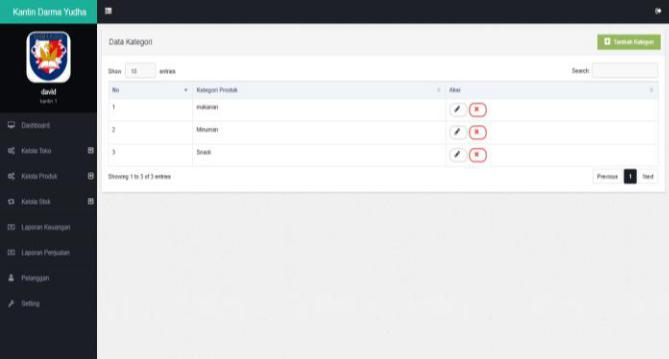 Kantin Darma Yudha
david
kantin 1
Dashboard
Kelola Toko
Kelola Produk
Kelola Stok
Laporan Keuangan
Laporan Penjualan
Pelanggan
Setting
Data Kategori
Tambah Kategori
Show 10 entries
Search:
No Kategori Produk Aksi
1 makanan
2 Minuman
3 Snack
Showing 1 to 3 of 3 entries
Previous 1 Next